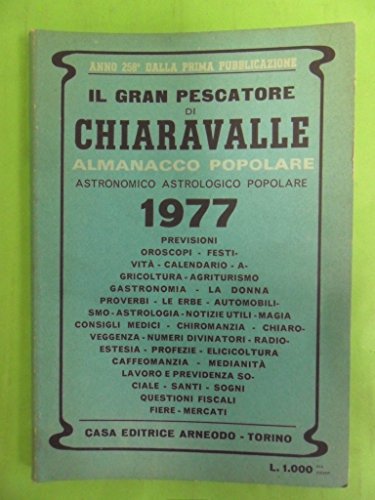 ANNO 258° DALLA PRIMA PUBBLICAZIONE
IL GRAN PESCATORE
DI
CHIARAVALLE
ALMANACCO POPOLARE
ASTRONOMICO ASTROLOGICO POPOLARE
1977
PREVISIONI
OROSCOPI - FESTI-
VITÀ - CALENDARIO - A-
GRICOLTURA - AGRITURISMO
GASTRONOMIA - LA DONNA
PROVERBI - LE ERBE - AUTOMOBILI-
SMO - ASTROLOGIA - NOTIZIE UTILI - MAGIA
CONSIGLI MEDICI - CHIROMANZIA - CHIARO-
VEGGENZA - NUMERI DIVINATORI - RADIO-
ESTESIA - PROFEZIE - ELICICOLTURA
CAFFEOMANZIA - MEDIANITÀ
LAVORO E PREVIDENZA SO-
CIALE - SANTI - SOGNI
QUESTIONI FISCALI
FIERE - MERCATI
CASA EDITRICE ARNEODO - TORINO
L. 1.000